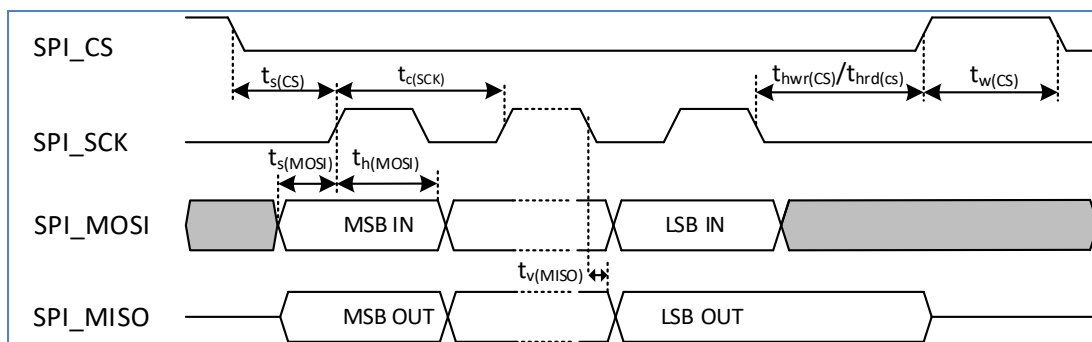 SPI_CS
ts(CS)
tc(SCK)
thwr(CS)/thrd(cs)
tw(CS)
SPI_SCK
ts(MOSI)
th(MOSI)
SPI_MOSI
MSB IN
LSB IN
tv(MISO)
SPI_MISO
MSB OUT
LSB OUT